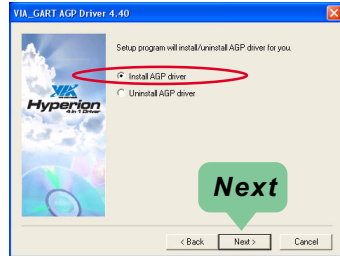 VIA_GART AGP Driver 4.40
Setup program will install/uninstall AGP driver for you.
Install AGP driver
Uninstall AGP driver
VIA
Hyperion
4 in 1 Driver
Next
< Back
Next >
Cancel